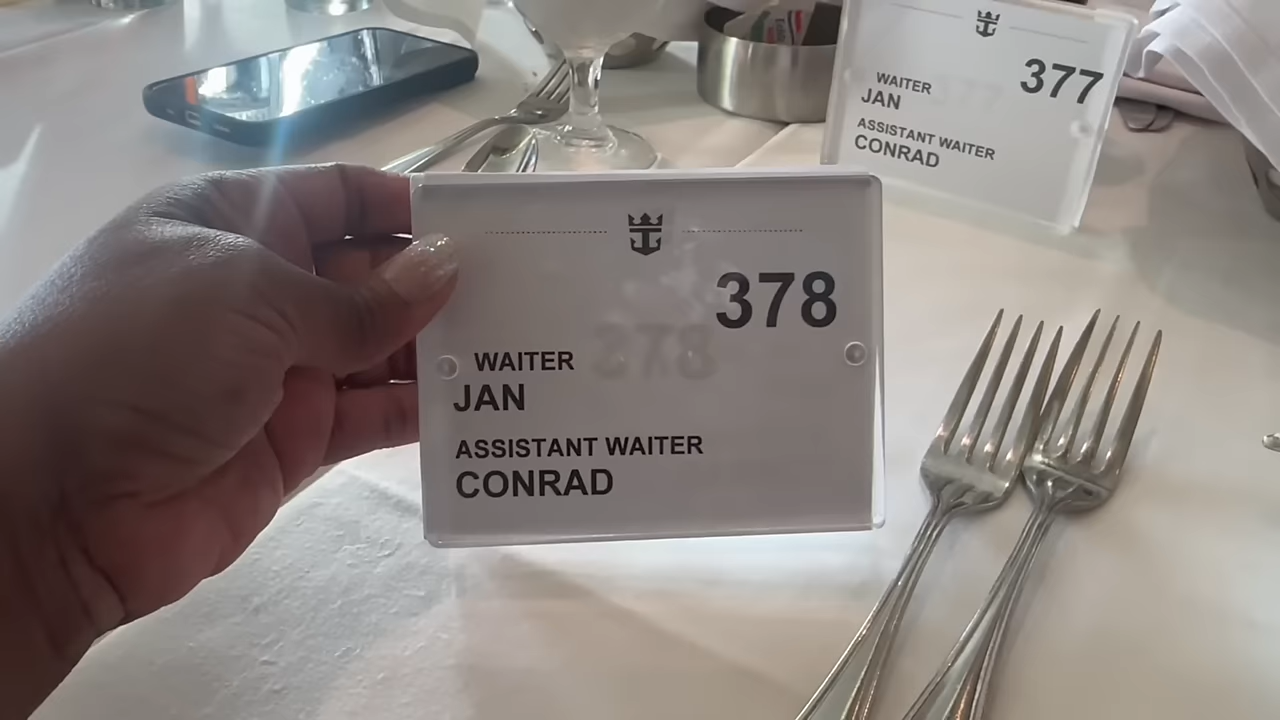 378
WAITER
JAN
ASSISTANT WAITER
CONRAD
377
WAITER
JAN
ASSISTANT WAITER
CONRAD